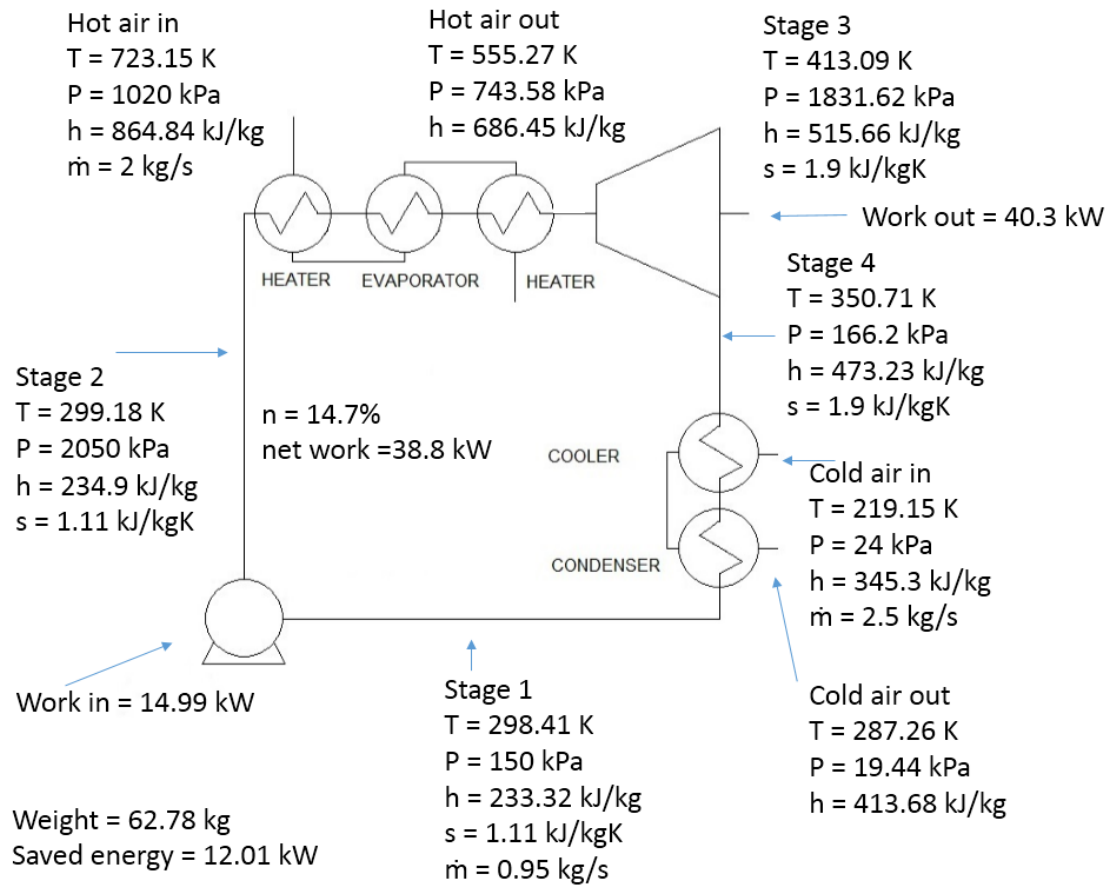 Hot air in
T = 723.15 K
P = 1020 kPa
h = 864.84 kJ/kg
ṁ = 2 kg/s
Hot air out
T = 555.27 K
P = 743.58 kPa
h = 686.45 kJ/kg
Stage 3
T = 413.09 K
P = 1831.62 kPa
h = 515.66 kJ/kg
s = 1.9 kJ/kgK
Work out = 40.3 kW
HEATER
EVAPORATOR
HEATER
Stage 4
T = 350.71 K
P = 166.2 kPa
h = 473.23 kJ/kg
s = 1.9 kJ/kgK
Stage 2
T = 299.18 K
P = 2050 kPa
h = 234.9 kJ/kg
s = 1.11 kJ/kgK
n = 14.7%
net work =38.8 kW
COOLER
CONDENSER
Cold air in
T = 219.15 K
P = 24 kPa
h = 345.3 kJ/kg
ṁ = 2.5 kg/s
Work in = 14.99 kW
Stage 1
T = 298.41 K
P = 150 kPa
h = 233.32 kJ/kg
s = 1.11 kJ/kgK
ṁ = 0.95 kg/s
Cold air out
T = 287.26 K
P = 19.44 kPa
h = 413.68 kJ/kg
Weight = 62.78 kg
Saved energy = 12.01 kW